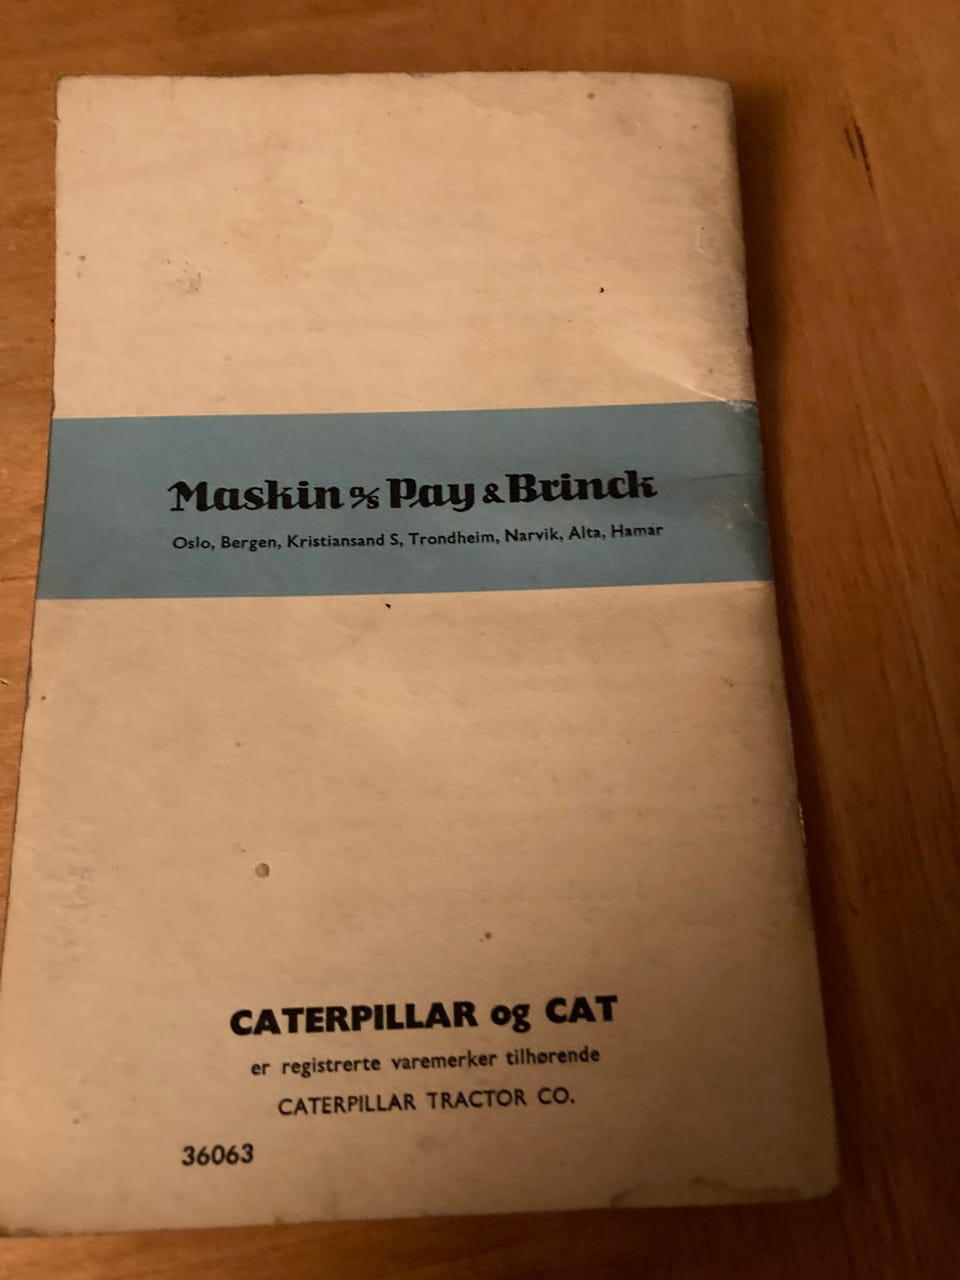 Maskin A/S Pay & Brinck
Oslo, Bergen, Kristiansand S, Trondheim, Narvik, Alta, Hamar
CATERPILLAR og CAT
er registrerte varemerker tilhørende
CATERPILLAR TRACTOR CO.
36063